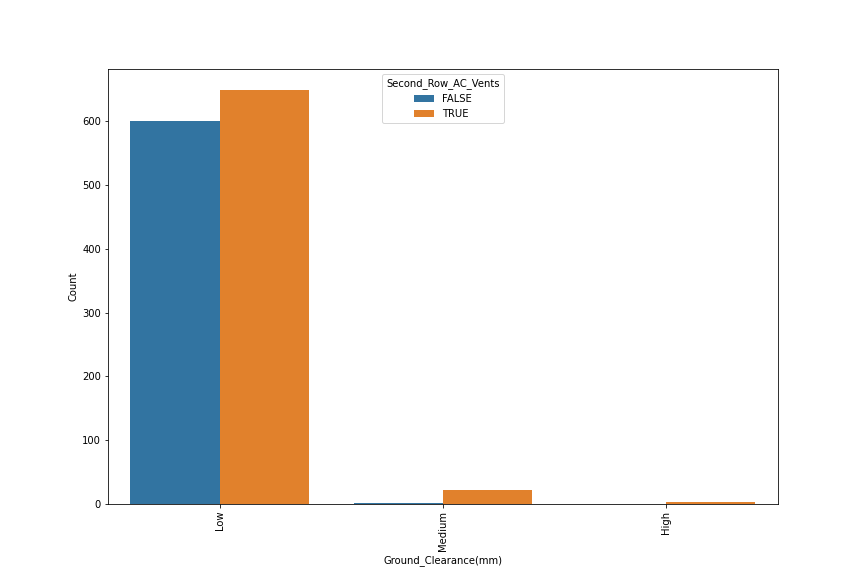 Second_Row_AC_Vents
FALSE
TRUE
600
500
400
300
200
100
0
Count
Low
Medium
High
Ground_Clearance(mm)